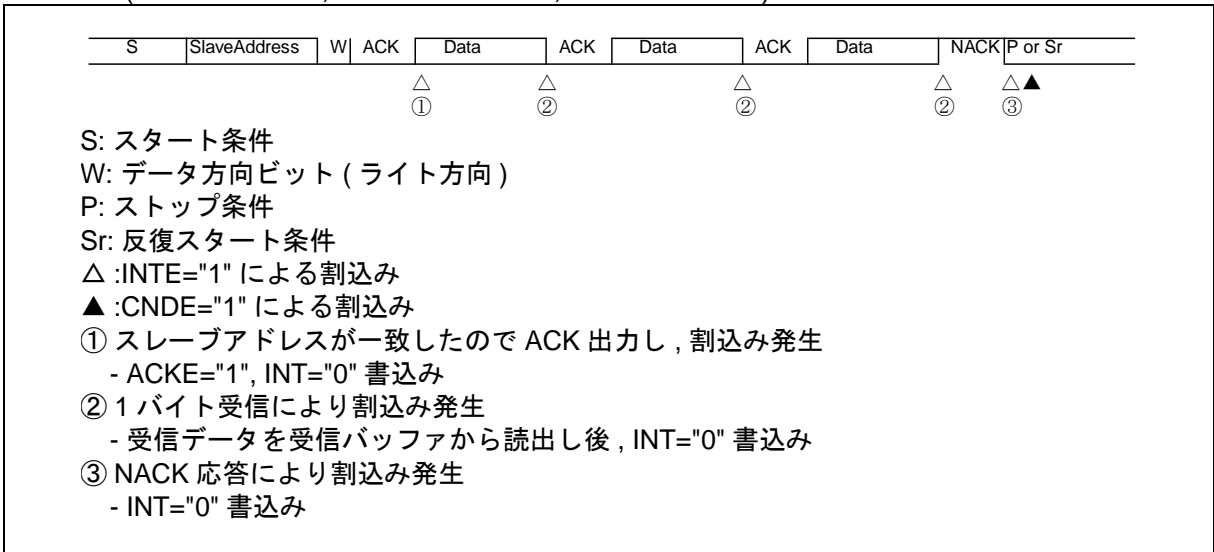 S SlaveAddress W ACK Data ACK Data ACK Data NACK P or Sr
△ △ △ △ △▲
① ② ② ② ③
S: スタート条件
W: データ方向ビット ( ライト方向 )
P: ストップ条件
Sr: 反復スタート条件
△ :INTE="1" による割込み
▲ :CNDE="1" による割込み
① スレーブアドレスが一致したので ACK 出力し , 割込み発生
- ACKE="1", INT="0" 書込み
② 1 バイト受信により割込み発生
- 受信データを受信バッファから読出し後 , INT="0" 書込み
③ NACK 応答により割込み発生
- INT="0" 書込み